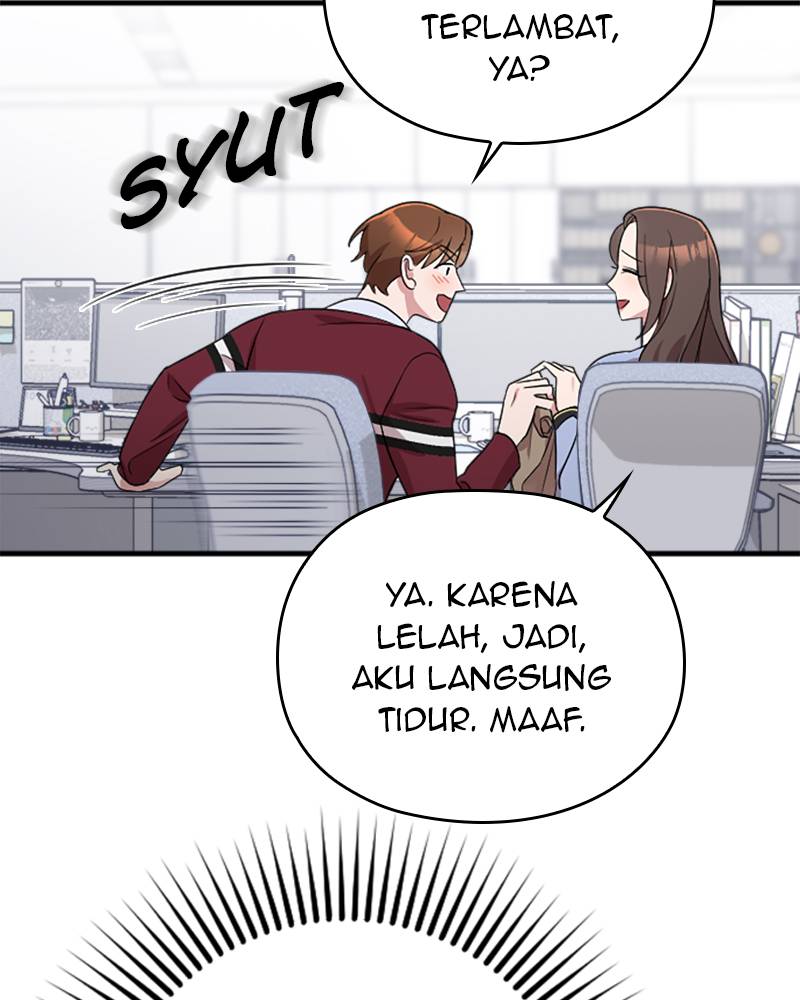 TERLAMBAT,
YA?
SYUT
YA. KARENA
LELAH, JADI,
AKU LANGSUNG
TIDUR. MAAF.